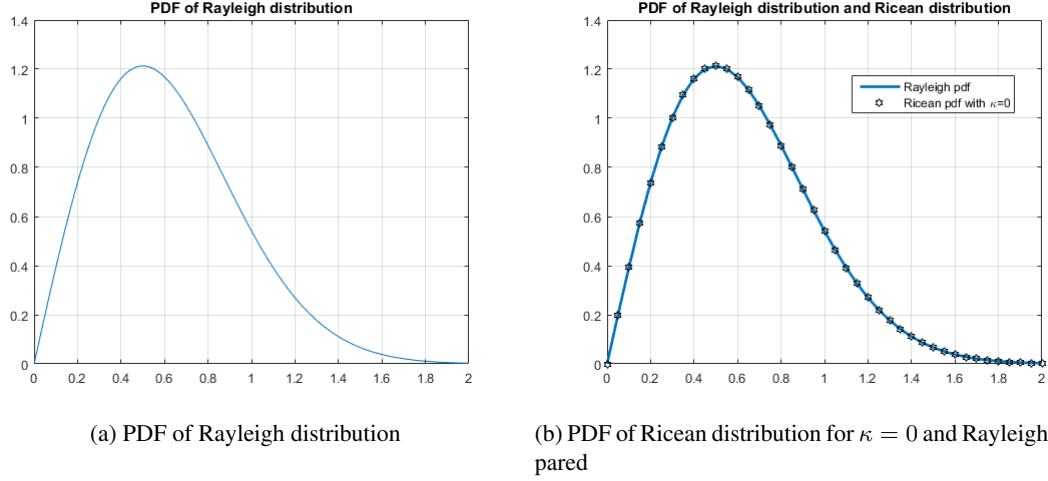 PDF of Rayleigh distribution
1.4
1.2
1
0.8
0.6
0.4
0.2
0
0 0.2 0.4 0.6 0.8 1 1.2 1.4 1.6 1.8 2
(a) PDF of Rayleigh distribution
PDF of Rayleigh distribution and Ricean distribution
1.4
1.2
1
0.8
0.6
0.4
0.2
0
Rayleigh pdf
Ricean pdf with κ=0
0 0.2 0.4 0.6 0.8 1 1.2 1.4 1.6 1.8 2
(b) PDF of Ricean distribution for κ = 0 and Rayleigh
pared